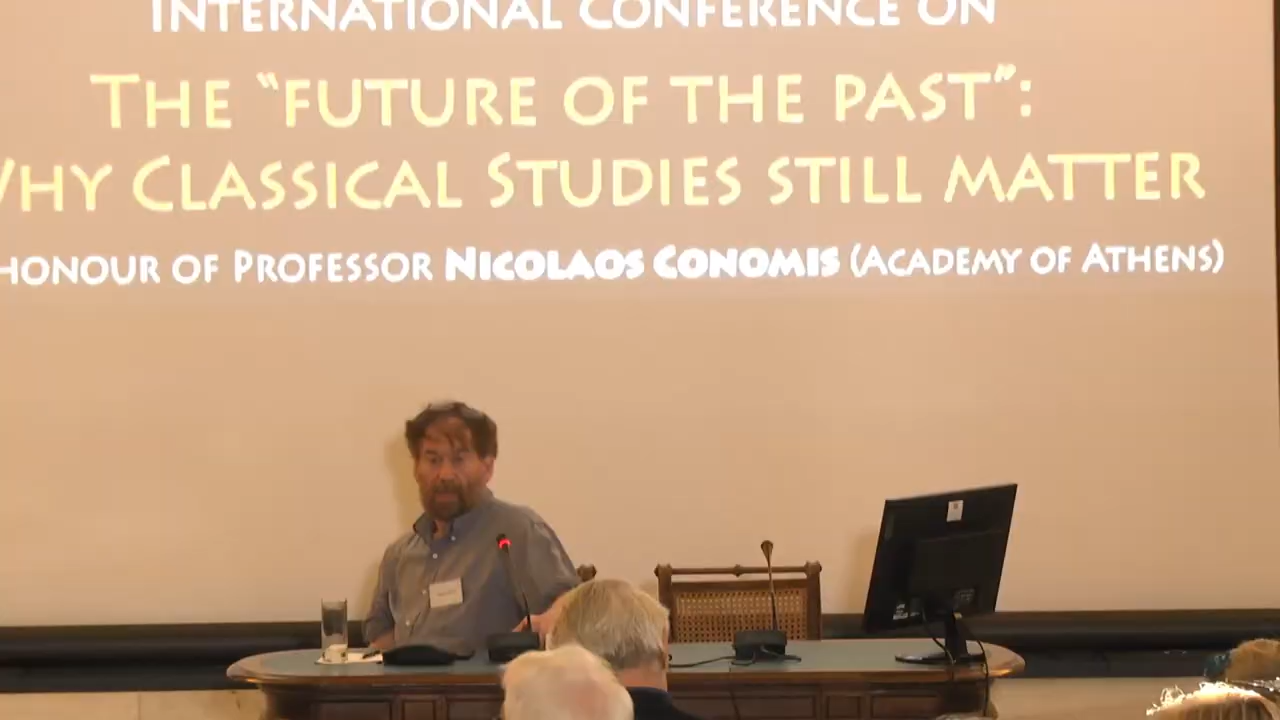 INTERNATIONAL CONFERENCE ON
THE “FUTURE OF THE PAST”:
WHY CLASSICAL STUDIES STILL MATTER
HONOUR OF PROFESSOR NICOLAOS CONOMIS (ACADEMY OF ATHENS)